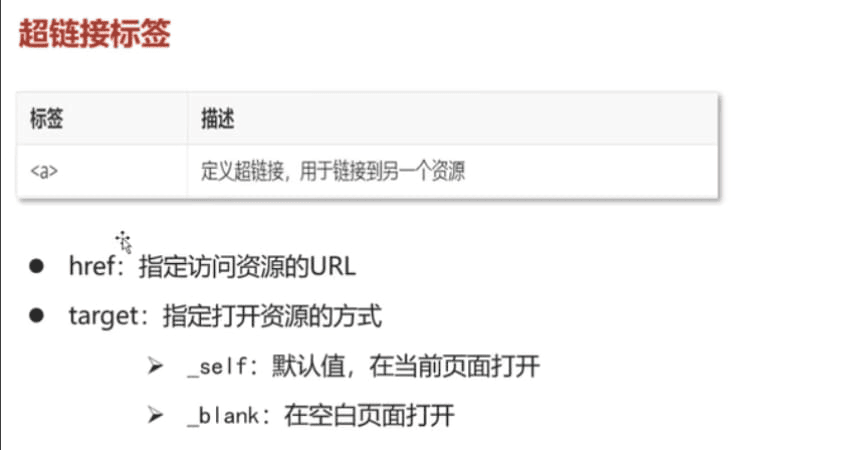 超链接标签
标签 描述
<a> 定义超链接，用于链接到另一个资源
● href：指定访问资源的URL
● target：指定打开资源的方式
➢ _self：默认值，在当前页面打开
➢ _blank：在空白页面打开